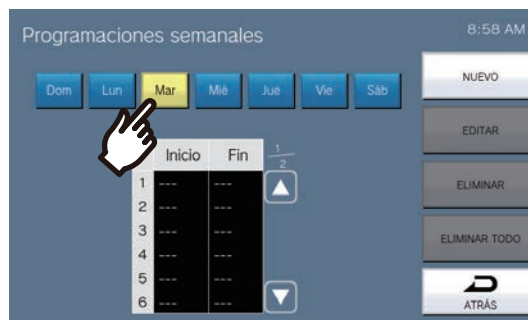 Programaciones semanales
8:58 AM
Dom Lun Mar Mié Jue Vie Sáb
NUEVO
EDITAR
ELIMINAR
ELIMINAR TODO
ATRÁS
Inicio Fin 1/2
1 --- ---
2 --- ---
3 --- ---
4 --- ---
5 --- ---
6 --- ---